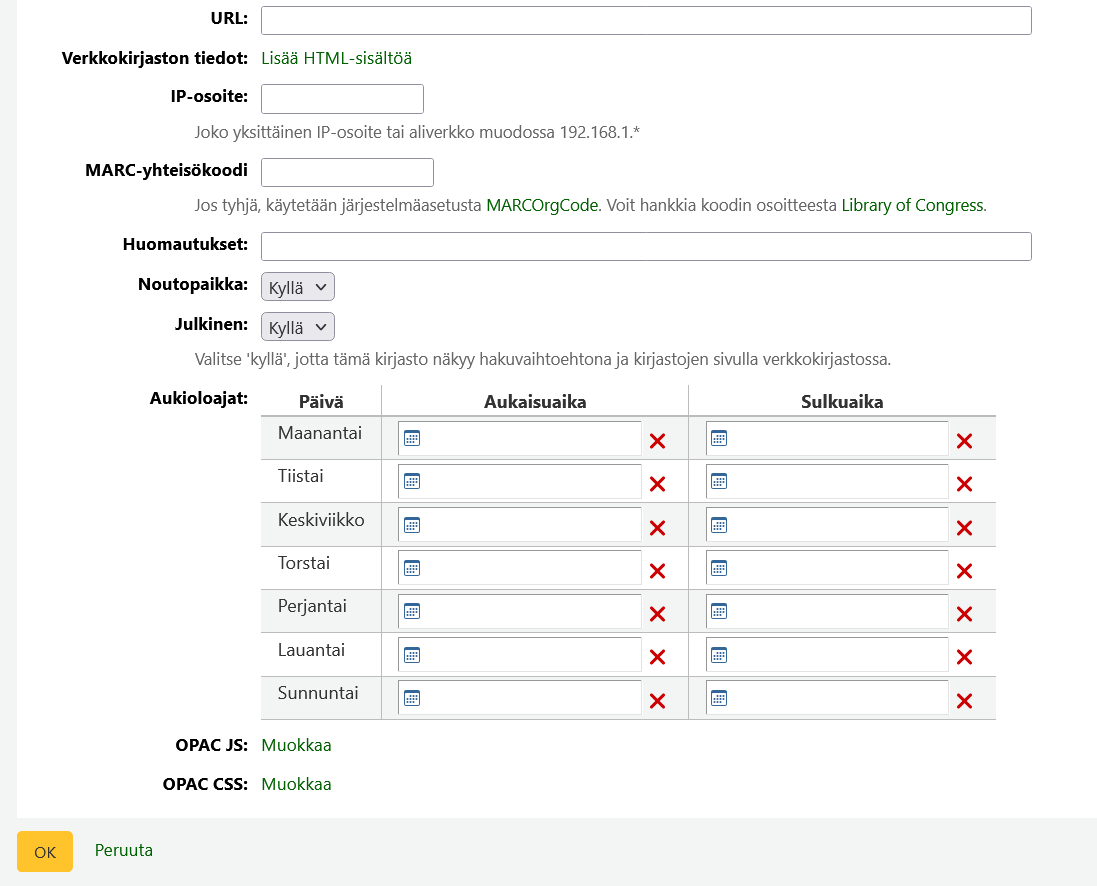 URL:
Verkkokirjaston tiedot: Lisää HTML-sisältöä
IP-osoite:
Joko yksittäinen IP-osoite tai aliverkko muodossa 192.168.1.*
MARC-yhteisökoodi
Jos tyhjä, käytetään järjestelmäasetusta MARCOrgCode. Voit hankkia koodin osoitteesta Library of Congress.
Huomautukset:
Noutopaikka: Kyllä
Julkinen: Kyllä
Valitse 'kyllä', jotta tämä kirjasto näkyy hakuvaihtoehtona ja kirjastojen sivulla verkkokirjastossa.
Aukioloajat: Päivä Aukaisuaika Sulkuaika
Maanantai
Tiistai
Keskiviikko
Torstai
Perjantai
Lauantai
Sunnuntai
OPAC JS: Muokkaa
OPAC CSS: Muokkaa
OK Peruuta